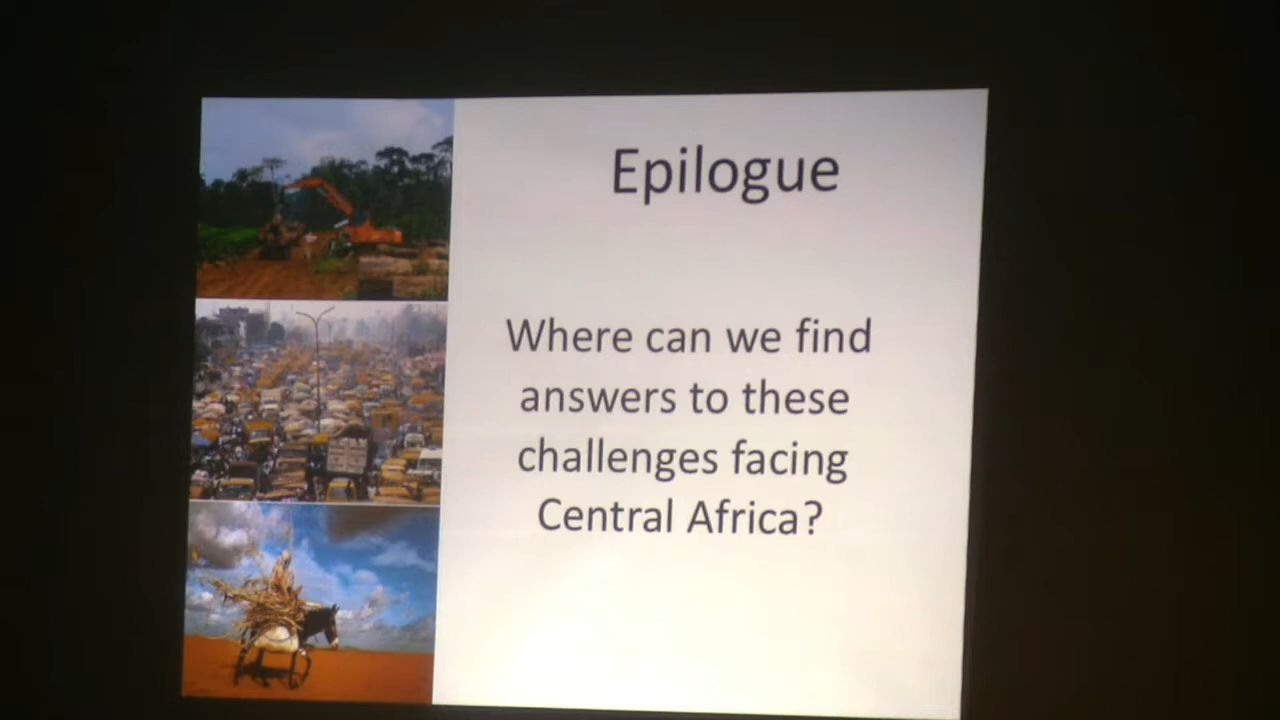 Epilogue
Where can we find
answers to these
challenges facing
Central Africa?